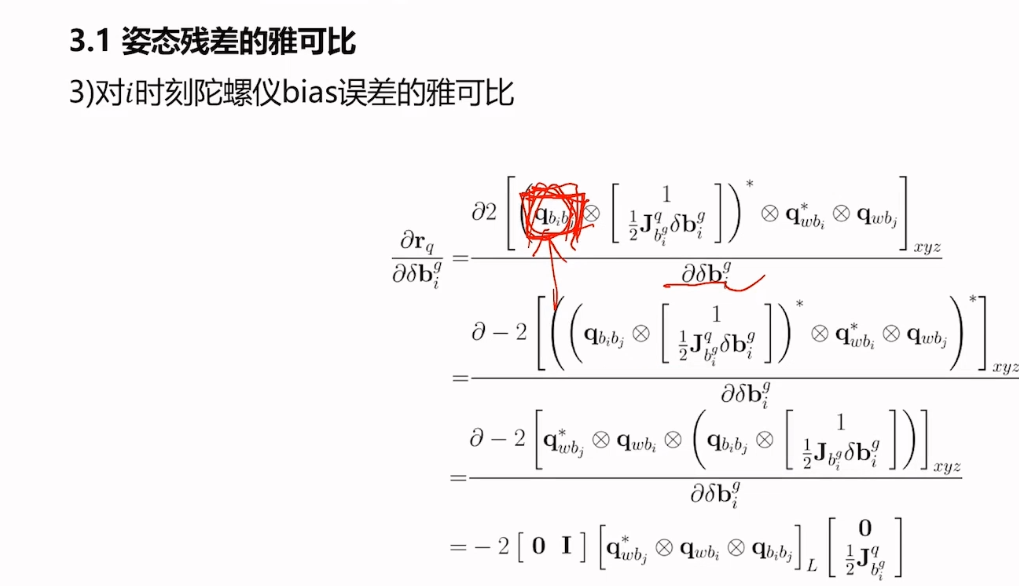 3.1 姿态残差的雅可比
3)对i时刻陀螺仪bias误差的雅可比
\frac{\partial \mathbf{r}_q}{\partial \delta \mathbf{b}_i^g} = \frac{\partial 2 \left[ \left( \mathbf{q}_{b_i b_j} \otimes \begin{bmatrix} 1 \\ \frac{1}{2} \mathbf{J}_{b_i^g}^q \delta \mathbf{b}_i^g \end{bmatrix} \right)^* \otimes \mathbf{q}_{wb_i}^* \otimes \mathbf{q}_{wb_j} \right]_{xyz}}{\partial \delta \mathbf{b}_i^g}
= \frac{\partial -2 \left[ \left( \left( \mathbf{q}_{b_i b_j} \otimes \begin{bmatrix} 1 \\ \frac{1}{2} \mathbf{J}_{b_i^g}^q \delta \mathbf{b}_i^g \end{bmatrix} \right)^* \otimes \mathbf{q}_{wb_i}^* \otimes \mathbf{q}_{wb_j} \right)^* \right]_{xyz}}{\partial \delta \mathbf{b}_i^g}
= \frac{\partial -2 \left[ \mathbf{q}_{wb_j}^* \otimes \mathbf{q}_{wb_i} \otimes \left( \mathbf{q}_{b_i b_j} \otimes \begin{bmatrix} 1 \\ \frac{1}{2} \mathbf{J}_{b_i^g} \delta \mathbf{b}_i^g \end{bmatrix} \right) \right]_{xyz}}{\partial \delta \mathbf{b}_i^g}
= -2 \begin{bmatrix} \mathbf{0} & \mathbf{I} \end{bmatrix} \left[ \mathbf{q}_{wb_j}^* \otimes \mathbf{q}_{wb_i} \otimes \mathbf{q}_{b_i b_j} \right]_L \begin{bmatrix} \mathbf{0} \\ \frac{1}{2} \mathbf{J}_{b_i^g}^q \end{bmatrix}